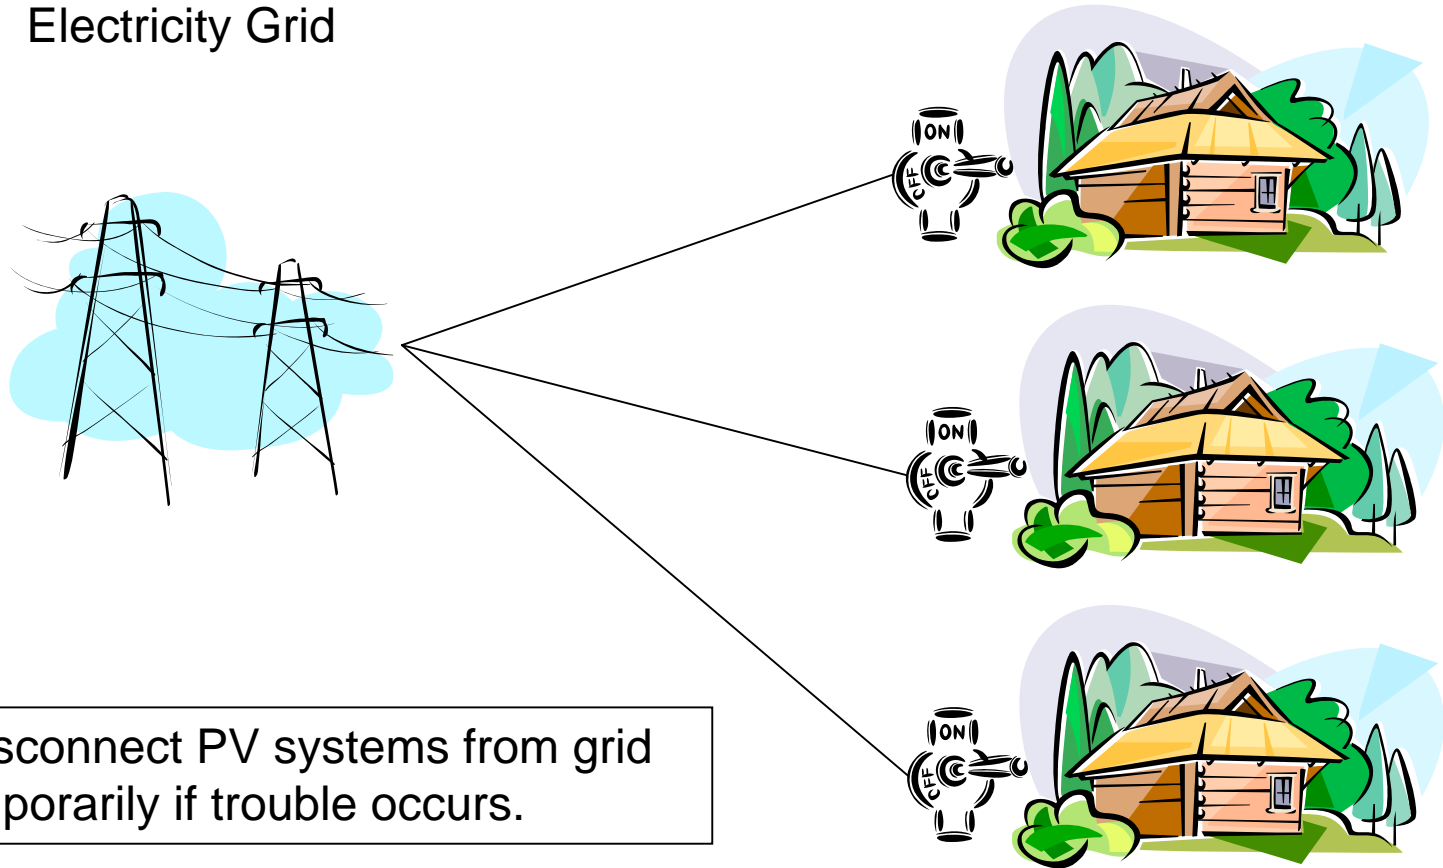 Electricity Grid
ON
OFF
ON
OFF
ON
OFF
sconnect PV systems from grid
porarily if trouble occurs.